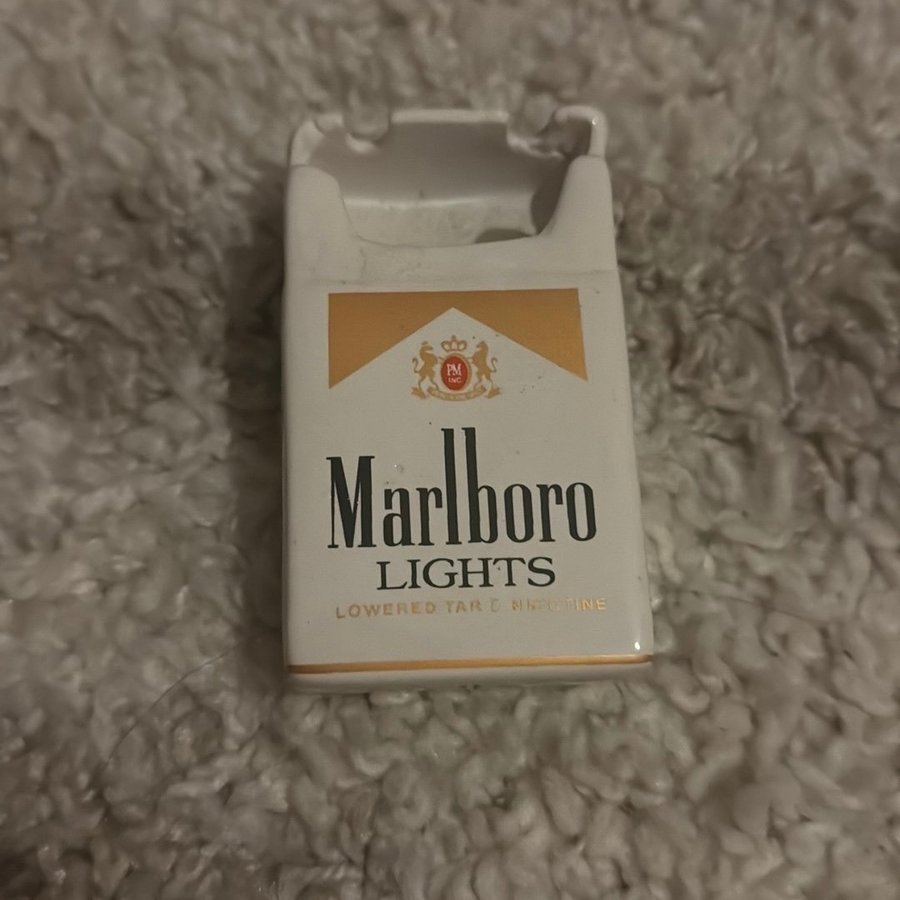 PM
INC.
Marlboro
LIGHTS
LOWERED TAR & NICOTINE